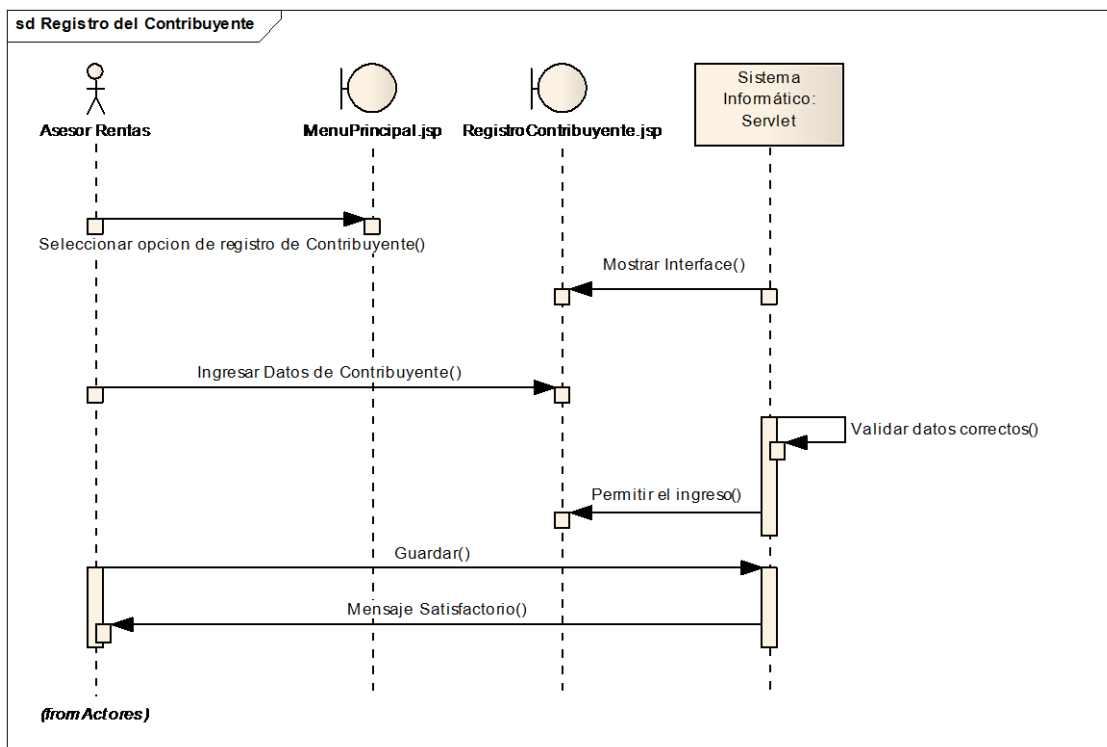 sd Registro del Contribuyente
Asesor Rentas
MenuPrincipal.jsp
RegistroContribuyente.jsp
Sistema
Informático:
Servlet
Seleccionar opcion de registro de Contribuyente()
Mostrar Interface()
Ingresar Datos de Contribuyente()
Validar datos correctos()
Permitir el ingreso()
Guardar()
Mensaje Satisfactorio()
(from Actores)